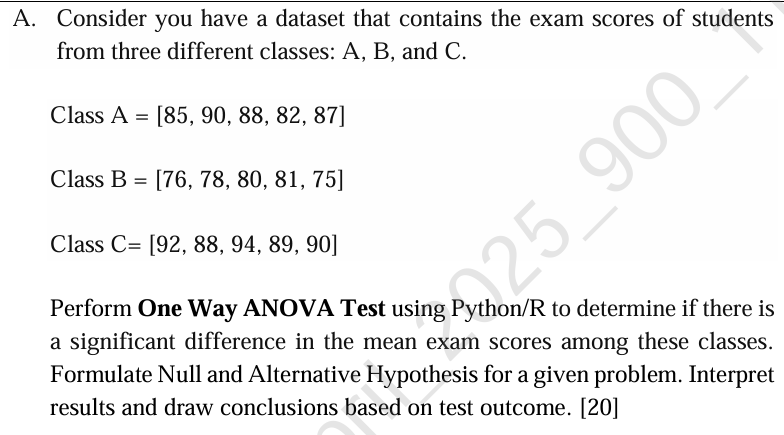 A. Consider you have a dataset that contains the exam scores of students
from three different classes: A, B, and C.
Class A = [85, 90, 88, 82, 87]
Class B = [76, 78, 80, 81, 75]
Class C= [92, 88, 94, 89, 90]
Perform One Way ANOVA Test using Python/R to determine if there is
a significant difference in the mean exam scores among these classes.
Formulate Null and Alternative Hypothesis for a given problem. Interpret
results and draw conclusions based on test outcome. [20]
2025_900_1